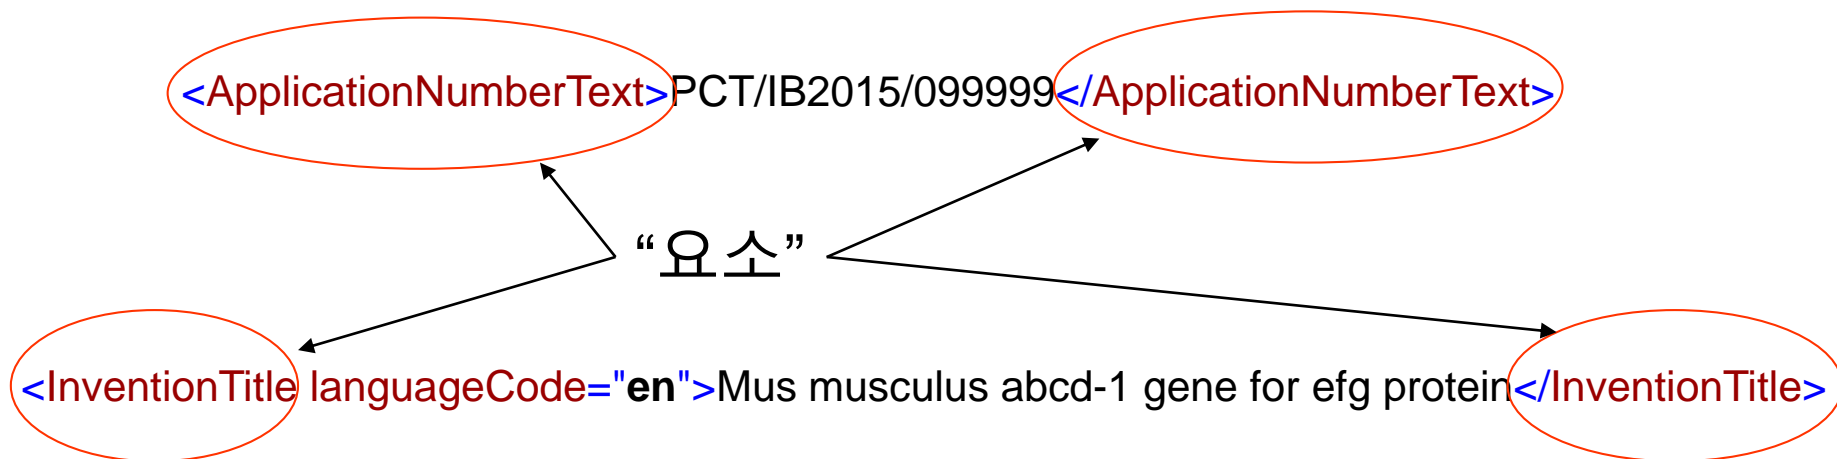 <ApplicationNumberText>PCT/IB2015/099999</ApplicationNumberText>
“요소”
<InventionTitle languageCode="en">Mus musculus abcd-1 gene for efg protein</InventionTitle>